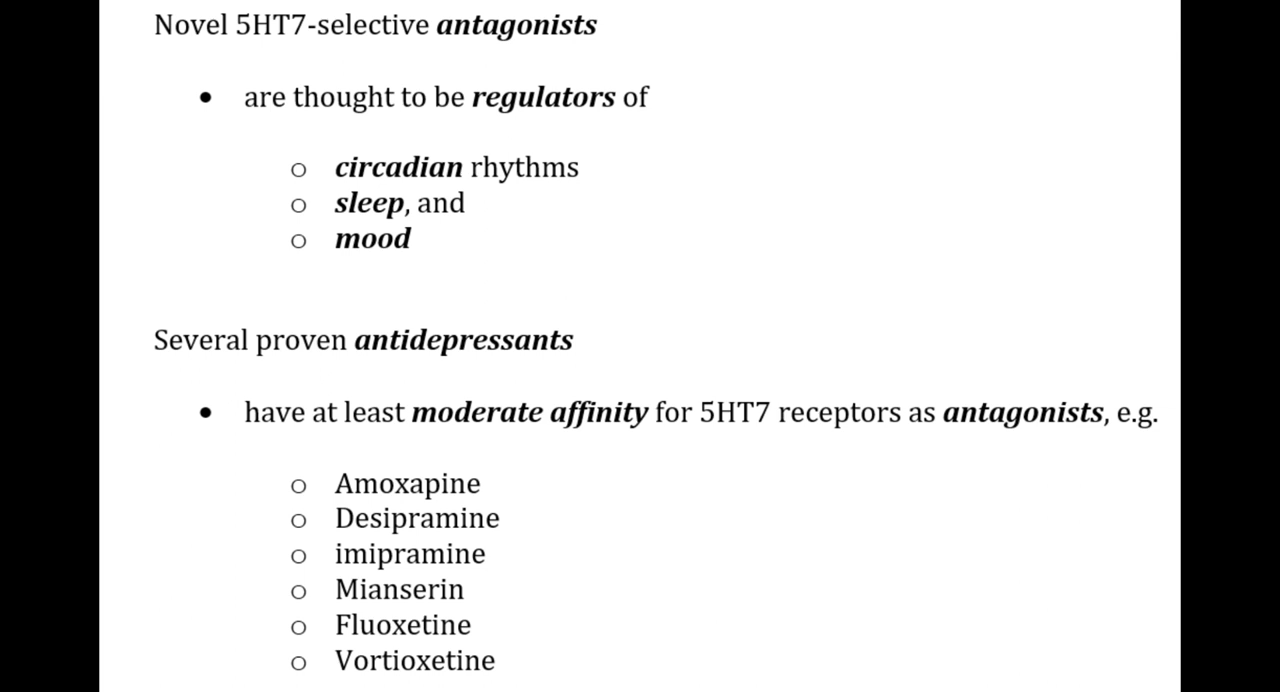 Novel 5HT7-selective antagonists
• are thought to be regulators of
o circadian rhythms
o sleep, and
o mood
Several proven antidepressants
• have at least moderate affinity for 5HT7 receptors as antagonists, e.g.
o Amoxapine
o Desipramine
o imipramine
o Mianserin
o Fluoxetine
o Vortioxetine